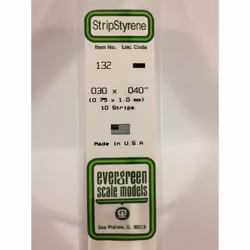 StripStyrene
Item No. Loc. Code
132
.030 x .040"
(0.75 x 1.0 mm)
10 Strips
Made in U.S.A
evergreen
scale models
Des Plaines, IL 60018